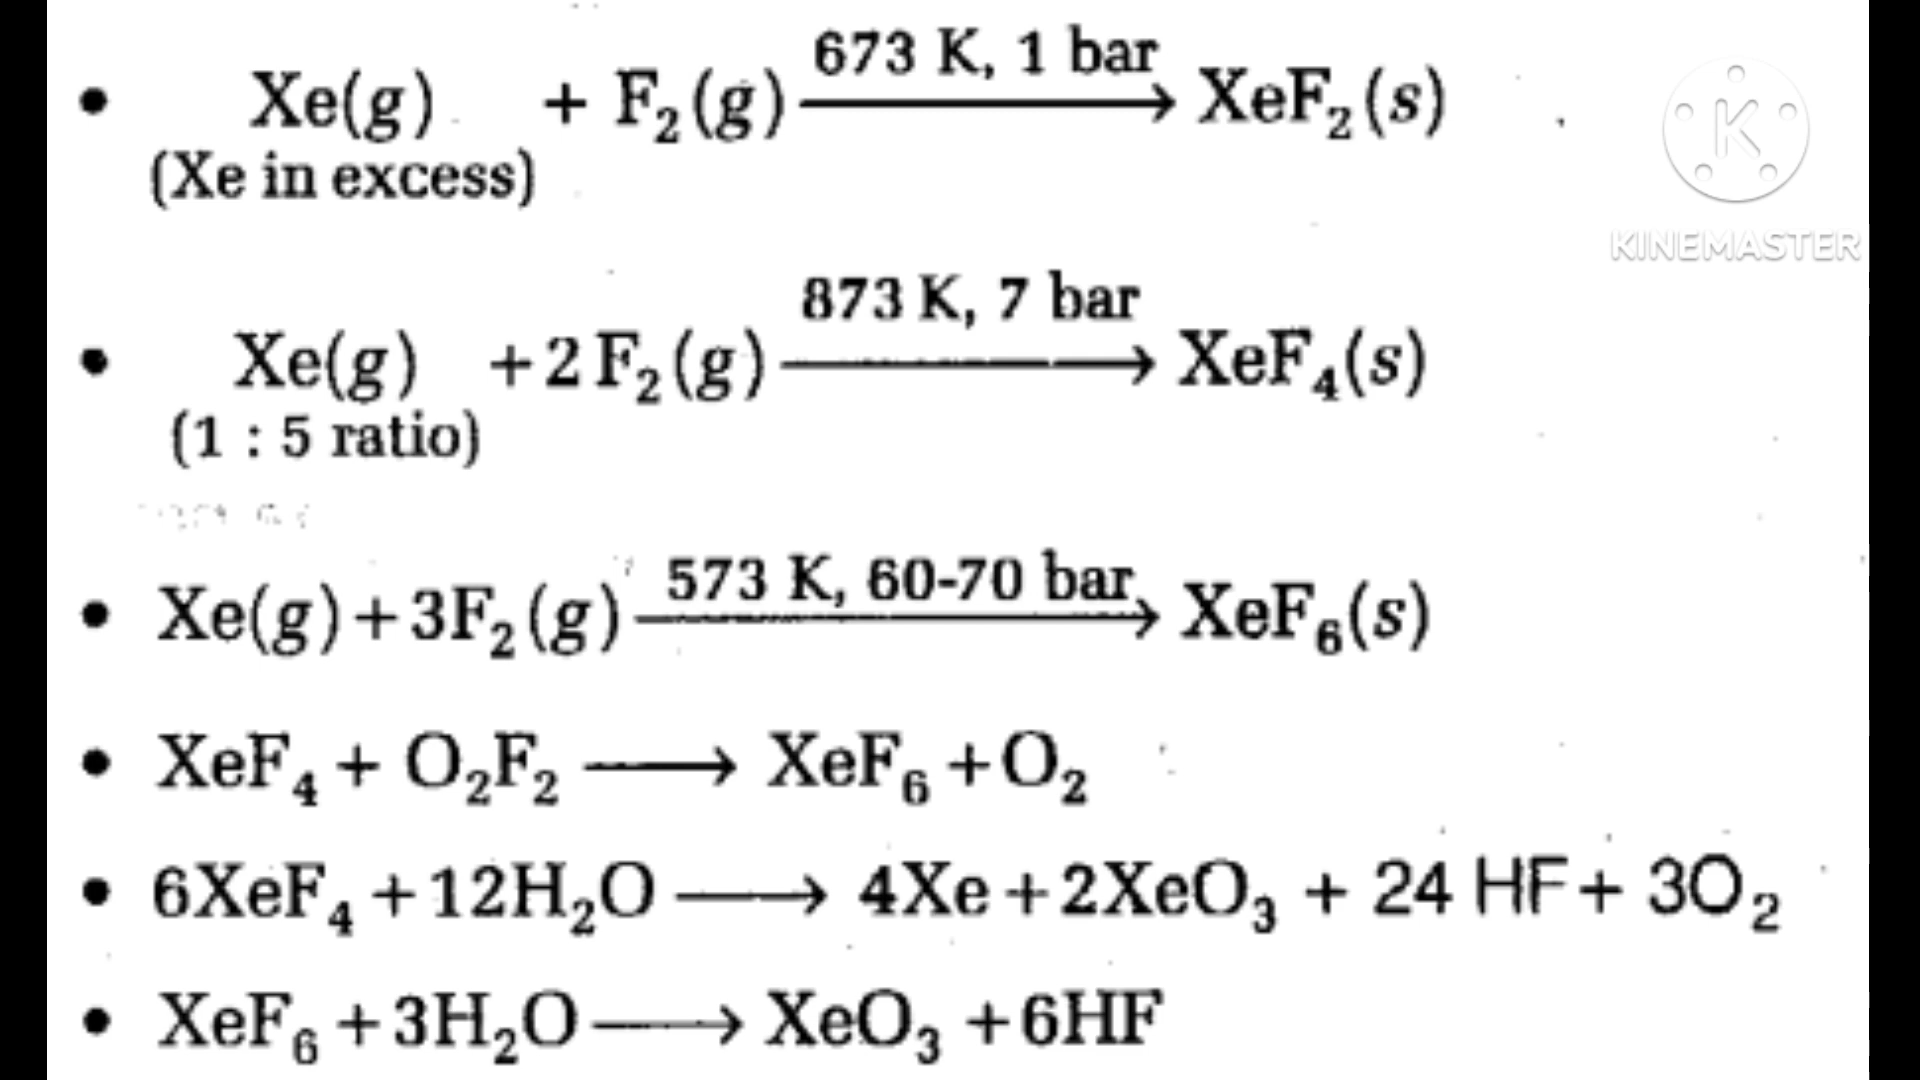 • Xe(g) + F₂(g) 673 K, 1 bar⟶ XeF₂(s)
(Xe in excess)
K
KINEMASTER
• Xe(g) + 2F₂(g) 873 K, 7 bar⟶ XeF₄(s)
(1 : 5 ratio)
• Xe(g) + 3F₂(g) 573 K, 60-70 bar⟶ XeF₆(s)
• XeF₄ + O₂F₂ ⟶ XeF₆ + O₂
• 6XeF₄ + 12H₂O ⟶ 4Xe + 2XeO₃ + 24 HF + 3O₂
• XeF₆ + 3H₂O ⟶ XeO₃ + 6HF